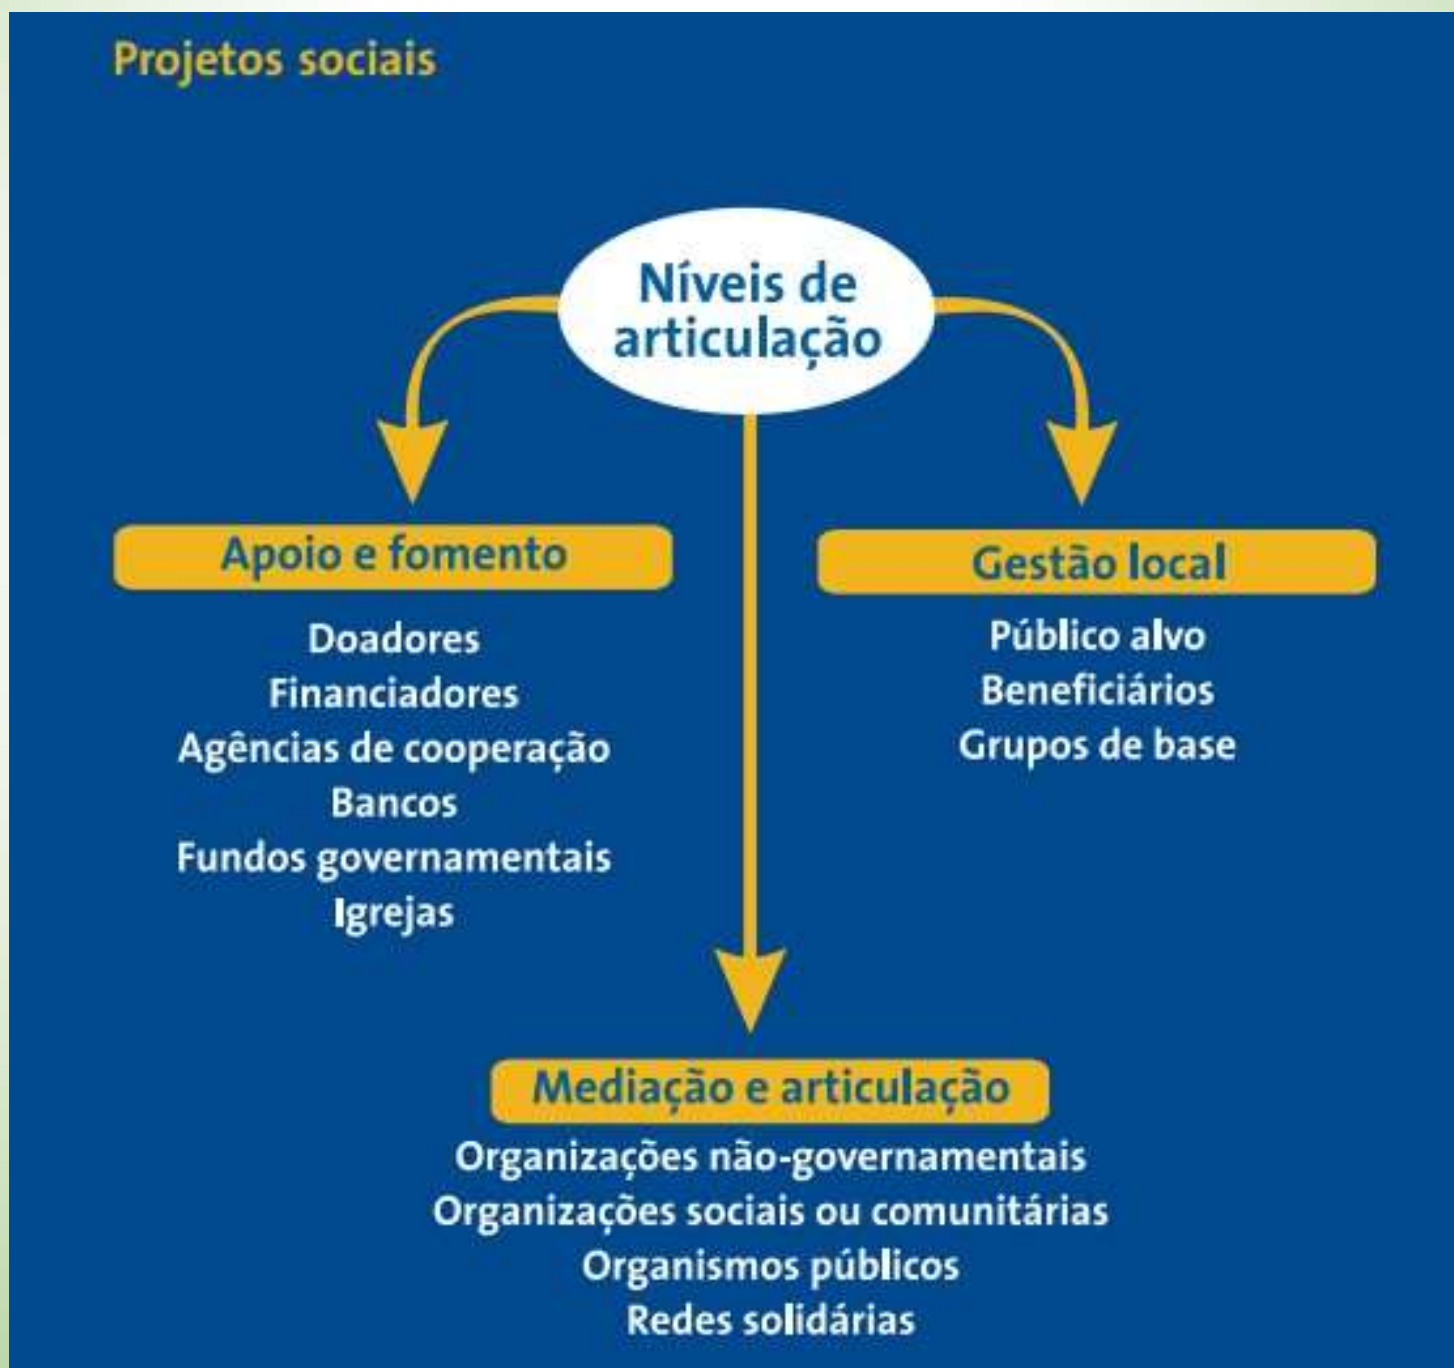 Projetos sociais
Níveis de
articulação
Apoio e fomento
Doadores
Financiadores
Agências de cooperação
Bancos
Fundos governamentais
Igrejas
Gestão local
Público alvo
Beneficiários
Grupos de base
Mediação e articulação
Organizações não-governamentais
Organizações sociais ou comunitárias
Organismos públicos
Redes solidárias